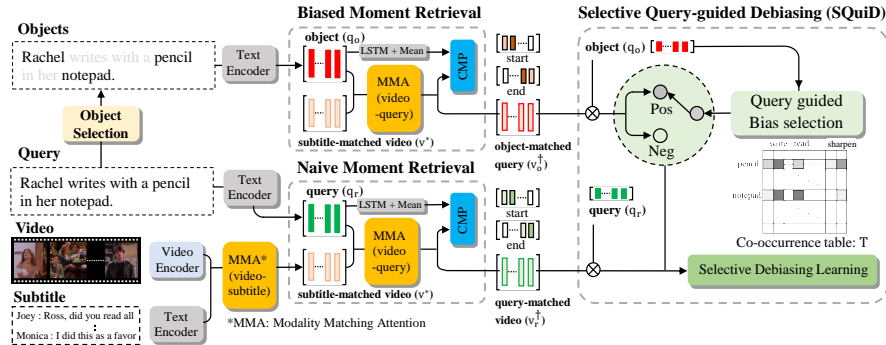 Objects
Rachel writes with a pencil
in her notepad.
Object
Selection
Query
Rachel writes with a pencil
in her notepad.
Video
Subtitle
Joey : Ross, did you read all
Monica : I did this as a favor
Text
Encoder
Text
Encoder
Video
Encoder
Text
Encoder
MMA*
(video-
subtitle)
Biased Moment Retrieval
object (qₒ)
LSTM + Mean
MMA
(video
-query)
CMP
subtitle-matched video (v*)
Naive Moment Retrieval
query (qᵣ)
LSTM + Mean
MMA
(video
-query)
CMP
subtitle-matched video (v*)
*MMA: Modality Matching Attention
start
end
object-matched
query (vₒ†)
start
end
query-matched
video (vᵣ†)
Selective Query-guided Debiasing (SQuiD)
object (qₒ)
Pos
Neg
Query guided
Bias selection
query (qᵣ)
write read sharpen
pencil
notepad
Co-occurrence table: T
Selective Debiasing Learning